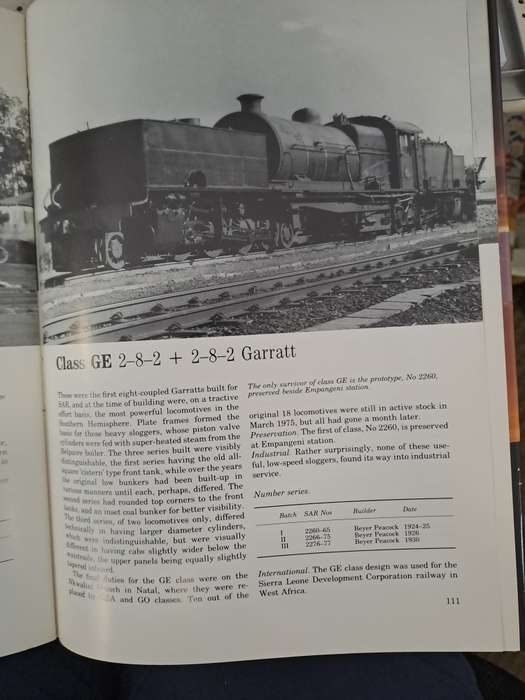 Class GE 2–8–2 + 2–8–2 Garratt
These were the first eight-coupled Garratts built for
SAR, and at the time of building were, on a tractive
effort basis, the most powerful locomotives in the
Southern Hemisphere. Plate frames formed the
basis for these heavy sloggers, whose piston valve
cylinders were fed with super-heated steam from the
Belpaire boiler. The three series built were visibly
distinguishable, the first series having the old all-
square 'cistern' type front tank, while over the years
the original low bunkers had been built-up in
various manners until each, perhaps, differed. The
second series had rounded top corners to the front
tanks, and an inset coal bunker for better visibility.
The third series, of two locomotives only, differed
technically in having larger diameter cylinders,
which were indistinguishable, but were visually
different in having cabs slightly wider below the
waistside, the upper panels being equally slightly
tapered inboard.
The final duties for the GE class were on the
Nkwalini branch in Natal, where they were re-
placed by GEA and GO classes. Ten out of the
The only survivor of class GE is the prototype, No 2260,
preserved beside Empangeni station.
original 18 locomotives were still in active stock in
March 1975, but all had gone a month later.
Preservation. The first of class, No 2260, is preserved
at Empangeni station.
Industrial. Rather surprisingly, none of these use-
ful, low-speed sloggers, found its way into industrial
service.
Number series.
Batch SAR Nos Builder Date
I 2260–65 Beyer Peacock 1924–25
II 2266–75 Beyer Peacock 1926
III 2276–77 Beyer Peacock 1930
International. The GE class design was used for the
Sierra Leone Development Corporation railway in
West Africa.
111